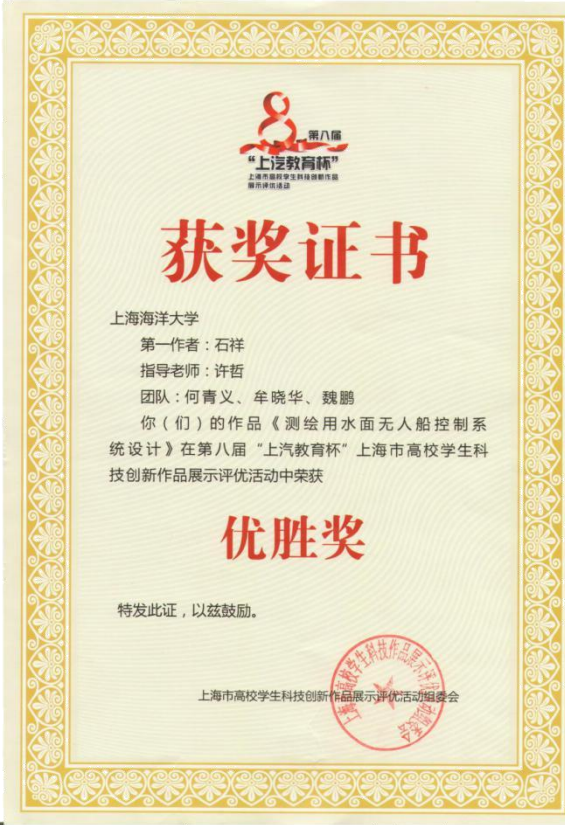 第八届
“上汽教育杯”
上海市高校学生科技创新作品
展示评优活动
获奖证书
上海海洋大学
第一作者：石祥
指导老师：许哲
团队：何青义、牟晓华、魏鹏
你（们）的作品《测绘用水面无人船控制系
统设计》在第八届“上汽教育杯”上海市高校学生科
技创新作品展示评优活动中荣获
优胜奖
特发此证，以兹鼓励。
上海市高校学生科技创新作品展示评优活动组委会